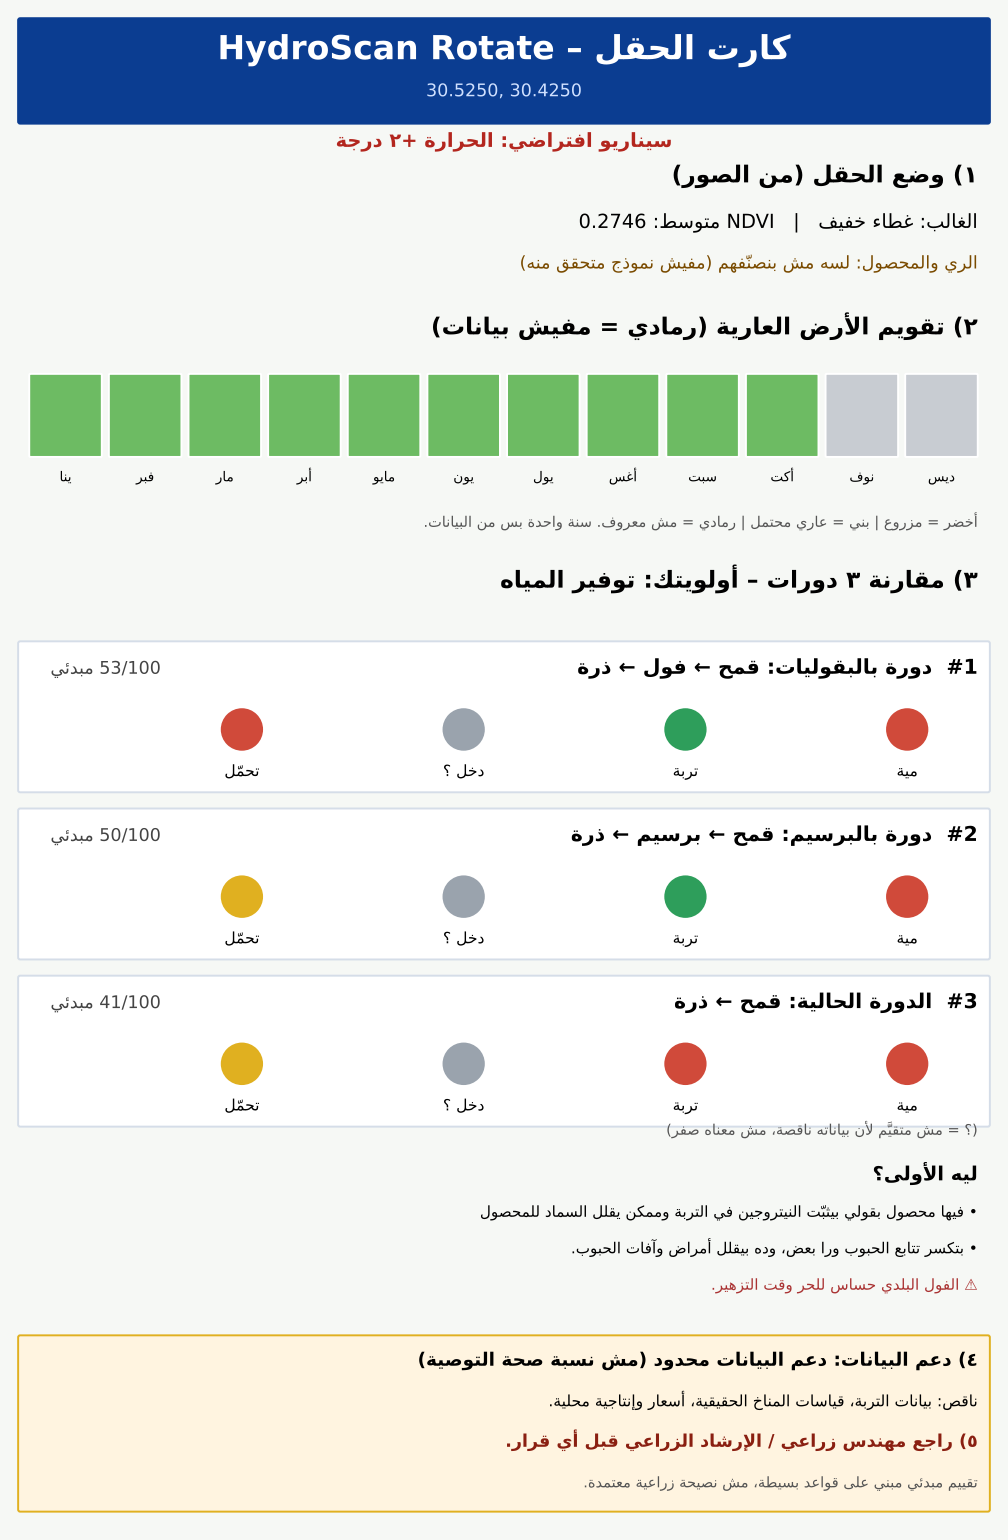 كارت الحقل – HydroScan Rotate
30.5250, 30.4250
سيناريو افتراضي: الحرارة +٢ درجة
١) وضع الحقل (من الصور)
الغالب: غطاء خفيف | NDVI متوسط: 0.2746
الري والمحصول: لسه مش بنصنّفهم (مفيش نموذج متحقق منه)
٢) تقويم الأرض العارية (رمادي = مفيش بيانات)
ينا فبر مار أبر مايو يون يول أغس سبت أكت نوف ديس
أخضر = مزروع | بني = عاري محتمل | رمادي = مش معروف. سنة واحدة بس من البيانات.
٣) مقارنة ٣ دورات – أولويتك: توفير المياه
#1 دورة بالبقوليات: قمح ← فول ← ذرة 53/100 مبدئي
مية تربة دخل ؟ تحمّل
#2 دورة بالبرسيم: قمح ← برسيم ← ذرة 50/100 مبدئي
مية تربة دخل ؟ تحمّل
#3 الدورة الحالية: قمح ← ذرة 41/100 مبدئي
مية تربة دخل ؟ تحمّل
(؟ = مش متقيَّم لأن بياناته ناقصة، مش معناه صفر)
ليه الأولى؟
• فيها محصول بقولي بيثبّت النيتروجين في التربة وممكن يقلل السماد للمحصول
• بتكسر تتابع الحبوب ورا بعض، وده بيقلل أمراض وآفات الحبوب.
⚠ الفول البلدي حساس للحر وقت التزهير.
٤) دعم البيانات: دعم البيانات محدود (مش نسبة صحة التوصية)
ناقص: بيانات التربة، قياسات المناخ الحقيقية، أسعار وإنتاجية محلية.
٥) راجع مهندس زراعي / الإرشاد الزراعي قبل أي قرار.
تقييم مبدئي مبني على قواعد بسيطة، مش نصيحة زراعية معتمدة.